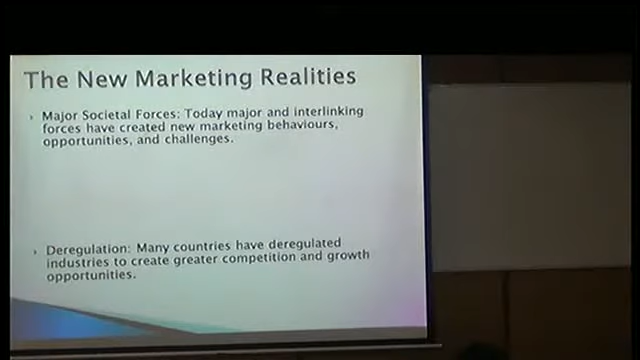 The New Marketing Realities
Major Societal Forces: Today major and interlinking
forces have created new marketing behaviours,
opportunities, and challenges.
Deregulation: Many countries have deregulated
industries to create greater competition and growth
opportunities.